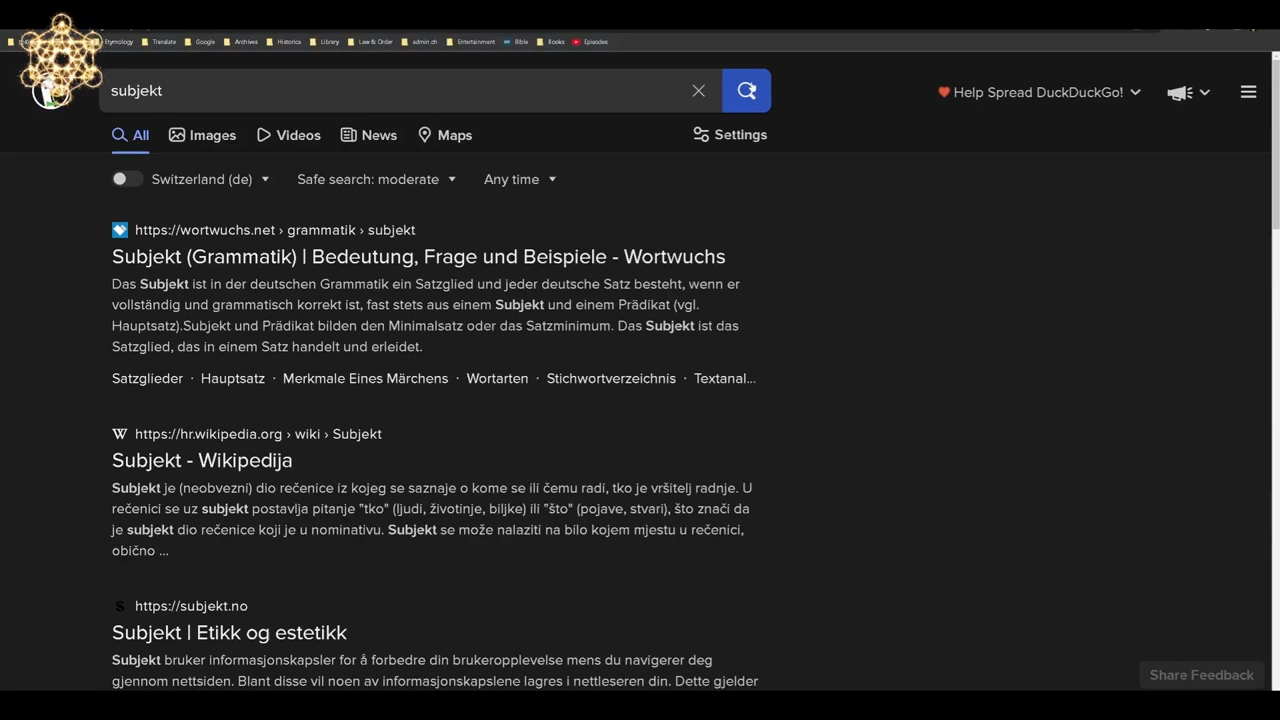 Etymology Translate Google Archives Historica Library Law & Order admin.ch Entertainment Bible Books Episodes
subjekt
Help Spread DuckDuckGo!
All Images Videos News Maps Settings
Switzerland (de) Safe search: moderate Any time
https://wortwuchs.net › grammatik › subjekt
Subjekt (Grammatik) | Bedeutung, Frage und Beispiele - Wortwuchs
Das Subjekt ist in der deutschen Grammatik ein Satzglied und jeder deutsche Satz besteht, wenn er
vollständig und grammatisch korrekt ist, fast stets aus einem Subjekt und einem Prädikat (vgl.
Hauptsatz).Subjekt und Prädikat bilden den Minimalsatz oder das Satzminimum. Das Subjekt ist das
Satzglied, das in einem Satz handelt und erleidet.
Satzglieder · Hauptsatz · Merkmale Eines Märchens · Wortarten · Stichwortverzeichnis · Textanal...
W https://hr.wikipedia.org › wiki › Subjekt
Subjekt - Wikipedija
Subjekt je (neobvezni) dio rečenice iz kojeg se saznaje o kome se ili čemu radi, tko je vršitelj radnje. U
rečenici se uz subjekt postavlja pitanje "tko" (ljudi, životinje, biljke) ili "što" (pojave, stvari), što znači da
je subjekt dio rečenice koji je u nominativu. Subjekt se može nalaziti na bilo kojem mjestu u rečenici,
obično ...
S https://subjekt.no
Subjekt | Etikk og estetikk
Subjekt bruker informasjonskapsler for å forbedre din brukeropplevelse mens du navigerer deg
gjennom nettsiden. Blant disse vil noen av informasjonskapslene lagres i nettleseren din. Dette gjelder
Share Feedback